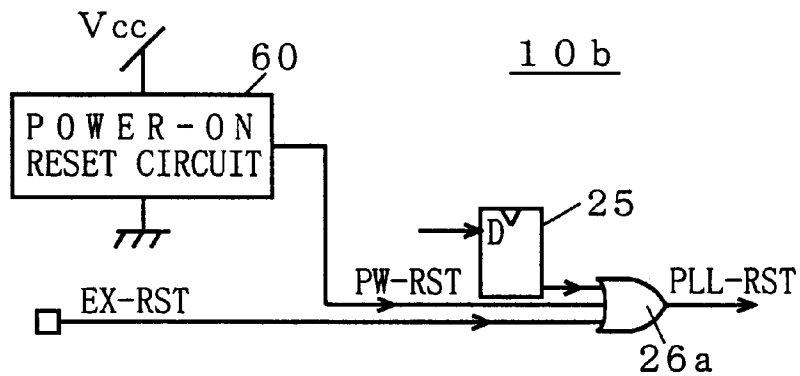 Vcc
60
10b
POWER-ON
RESET CIRCUIT
25
D
PW-RST
PLL-RST
EX-RST
26a